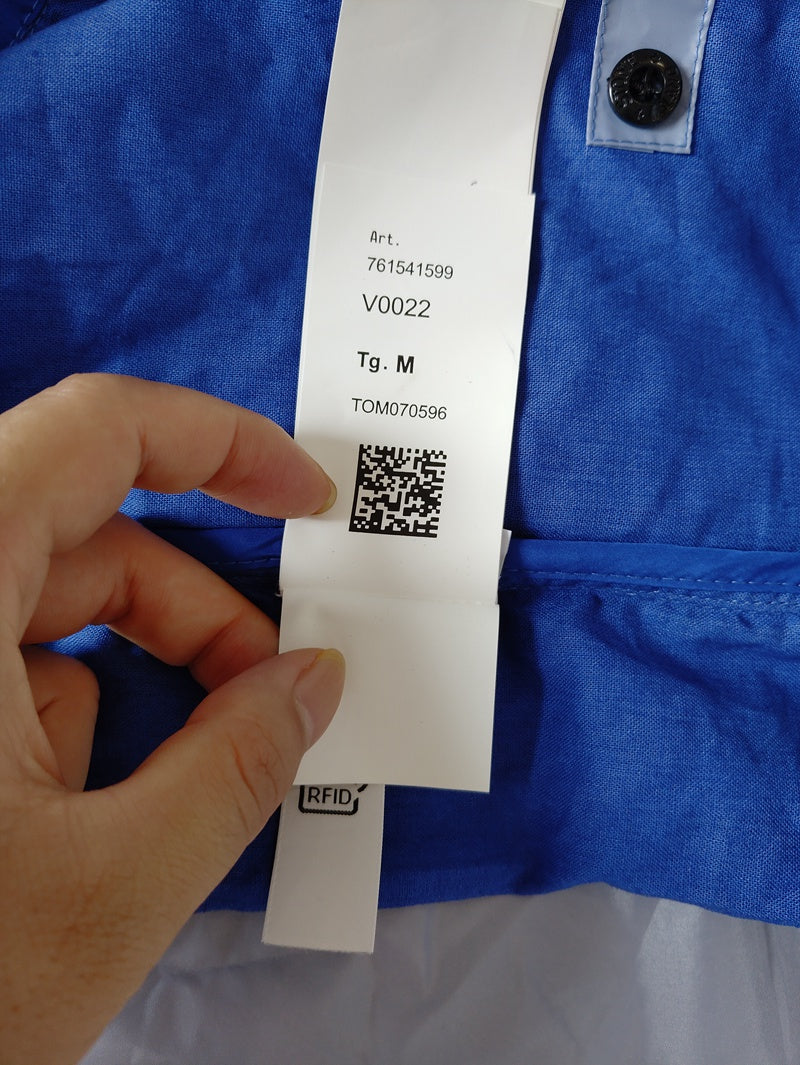 Art.
761541599
V0022
Tg. M
TOM070596
RFID